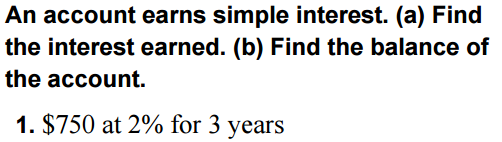 An account earns simple interest. (a) Find
the interest earned. (b) Find the balance of
the account.
1. $750 at 2% for 3 years